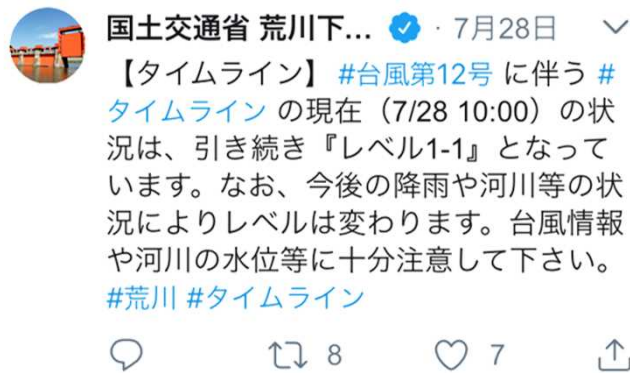 国土交通省 荒川下... · 7月28日
【タイムライン】 #台風第12号 に伴う #
タイムライン の現在（7/28 10:00）の状
況は、引き続き『レベル1-1』となって
います。なお、今後の降雨や河川等の状
況によりレベルは変わります。台風情報
や河川の水位等に十分注意して下さい。
#荒川 #タイムライン
8 7